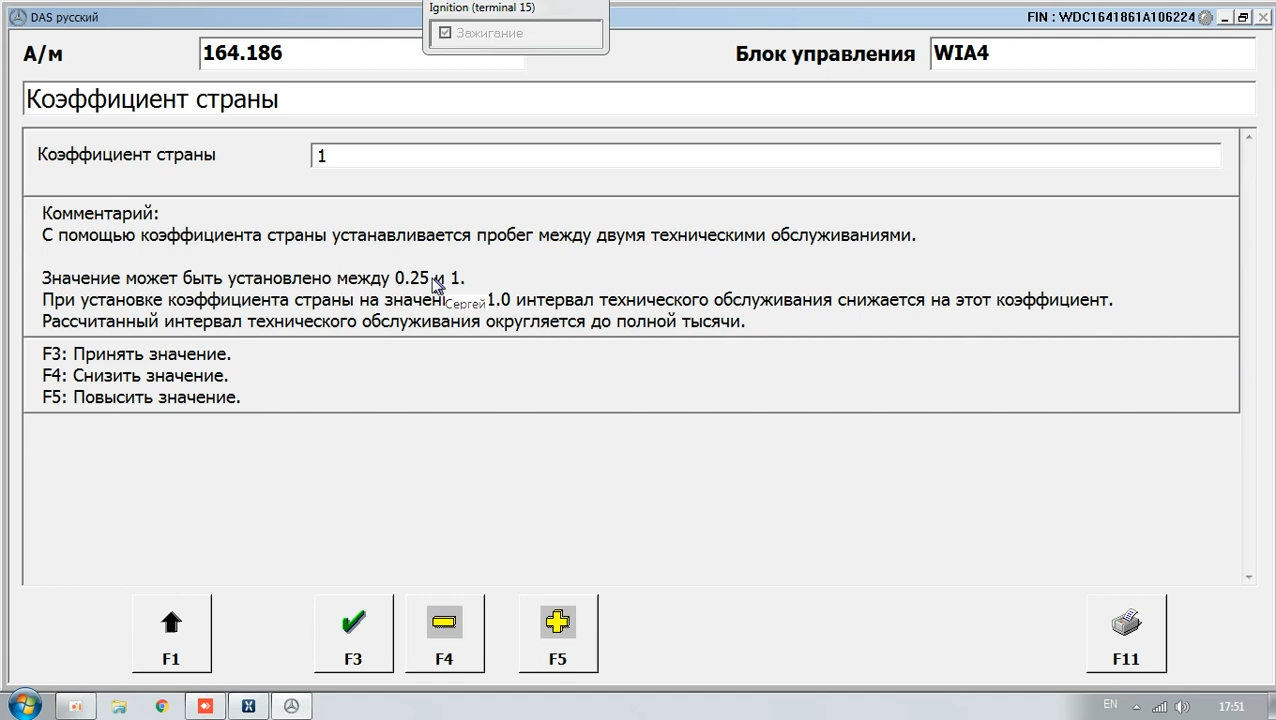 DAS русский
Ignition (terminal 15)
Зажигание
FIN : WDC1641861A106224
А/м
164.186
Блок управления
WIA4
Коэффициент страны
Коэффициент страны
1
Комментарий:
С помощью коэффициента страны устанавливается пробег между двумя техническими обслуживаниями.
Значение может быть установлено между 0.25 и 1.
При установке коэффициента страны на 1.0 интервал технического обслуживания снижается на этот коэффициент.
Сергей
Рассчитанный интервал технического обслуживания округляется до полной тысячи.
F3: Принять значение.
F4: Снизить значение.
F5: Повысить значение.
F1
F3
F4
F5
F11
EN
17:51